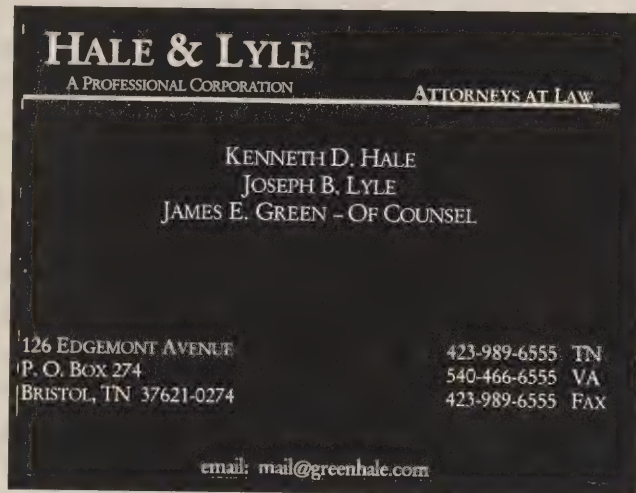 HALE & LYLE
A PROFESSIONAL CORPORATION
ATTORNEYS AT LAW
KENNETH D. HALE
JOSEPH B. LYLE
JAMES E. GREEN – OF COUNSEL
126 EDGEMONT AVENUE
P. O. BOX 274
BRISTOL, TN 37621-0274
423-989-6555 TN
540-466-6555 VA
423-989-6555 FAX
email: mail@greenhale.com